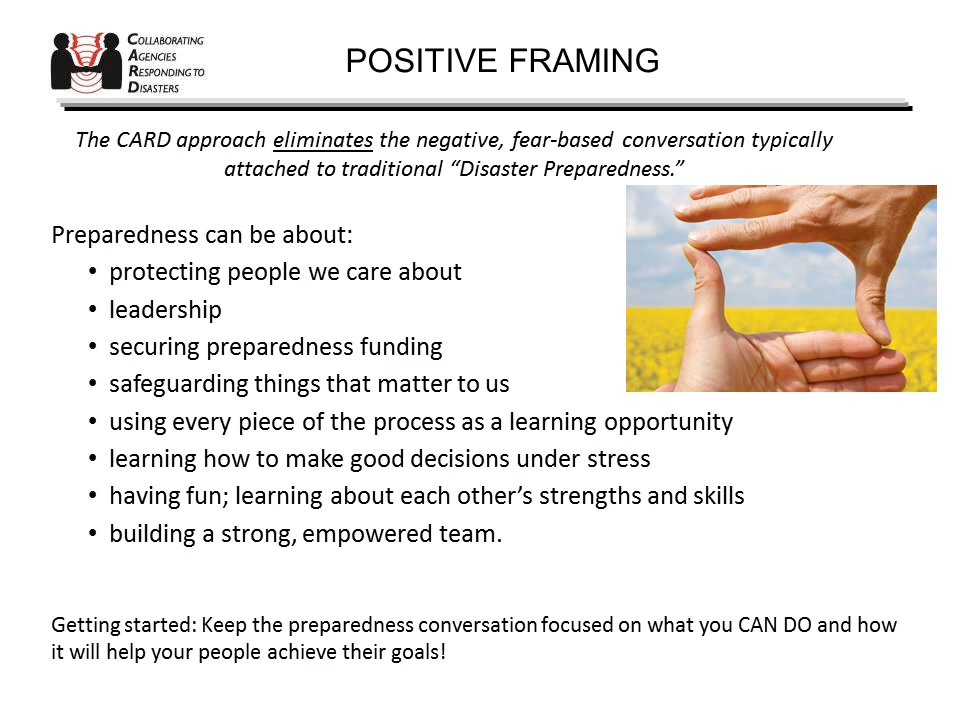 COLLABORATING
AGENCIES
RESPONDING TO
DISASTERS
POSITIVE FRAMING
The CARD approach eliminates the negative, fear-based conversation typically
attached to traditional “Disaster Preparedness.”
Preparedness can be about:
• protecting people we care about
• leadership
• securing preparedness funding
• safeguarding things that matter to us
• using every piece of the process as a learning opportunity
• learning how to make good decisions under stress
• having fun; learning about each other’s strengths and skills
• building a strong, empowered team.
Getting started: Keep the preparedness conversation focused on what you CAN DO and how
it will help your people achieve their goals!